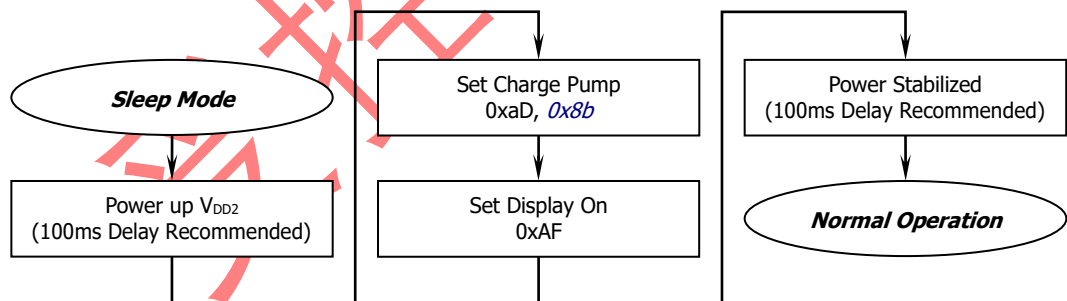 Sleep Mode
Power up VDD2
(100ms Delay Recommended)
Set Charge Pump
0xaD, 0x8b
Set Display On
0xAF
Power Stabilized
(100ms Delay Recommended)
Normal Operation